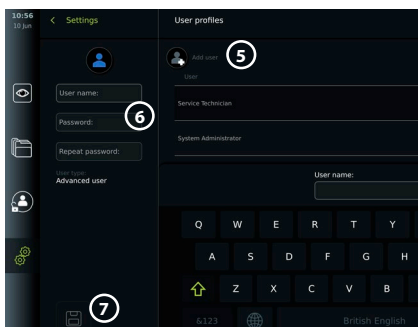 10:56
10 Jun
Settings
User profiles
5
Add user
User
User name:
Service Technician
6
Password:
System Administrator
Repeat password:
User type:
Advanced user
User name:
Q W E R T Y
A S D F G H
Z X C V B
7
&123
British English